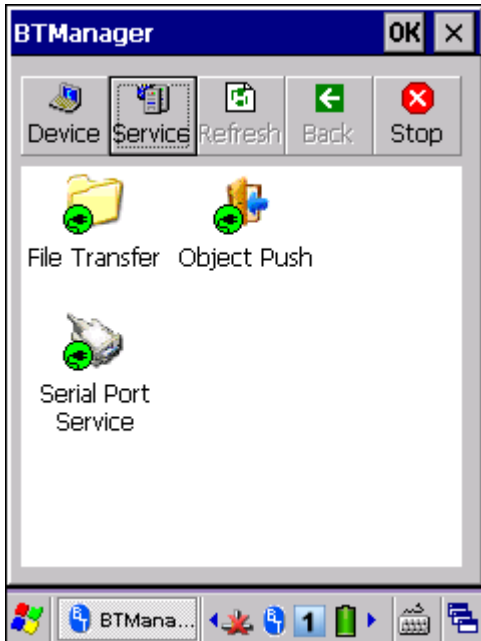 BTManager OK
Device Service Refresh Back Stop
File Transfer Object Push
Serial Port
Service
BTMana... 1